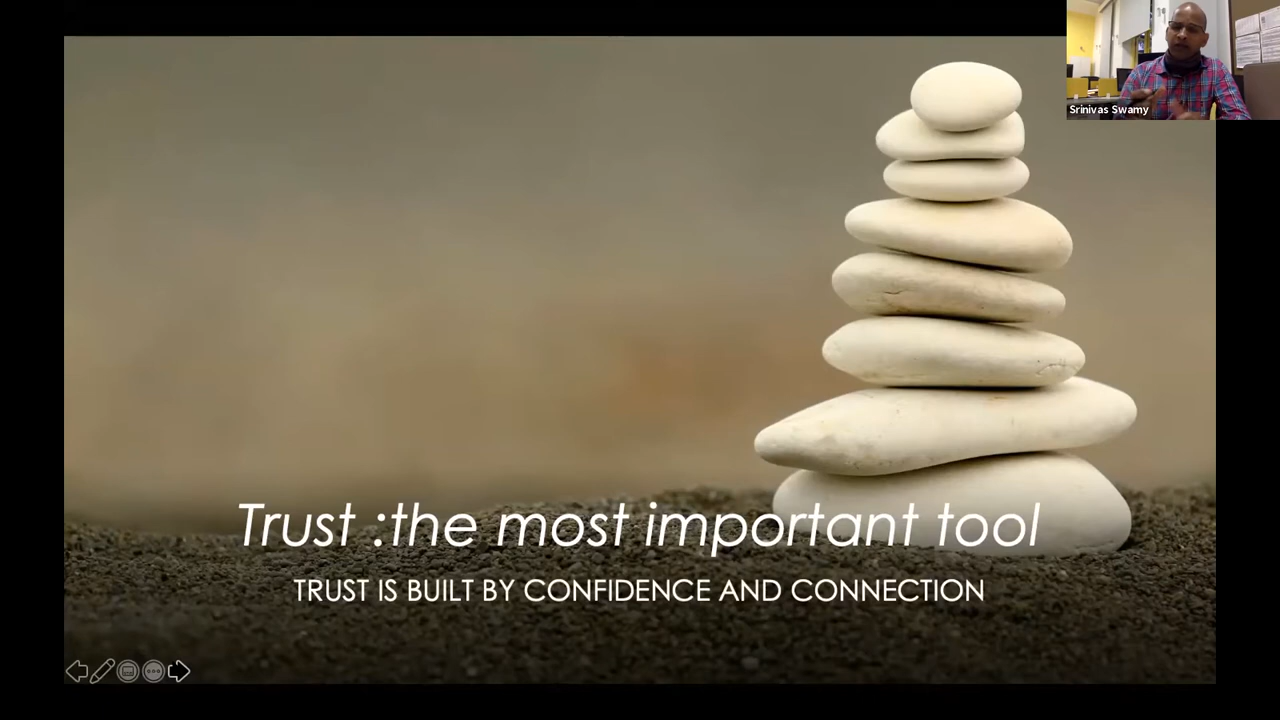 Srinivas Swamy
Trust :the most important tool
TRUST IS BUILT BY CONFIDENCE AND CONNECTION